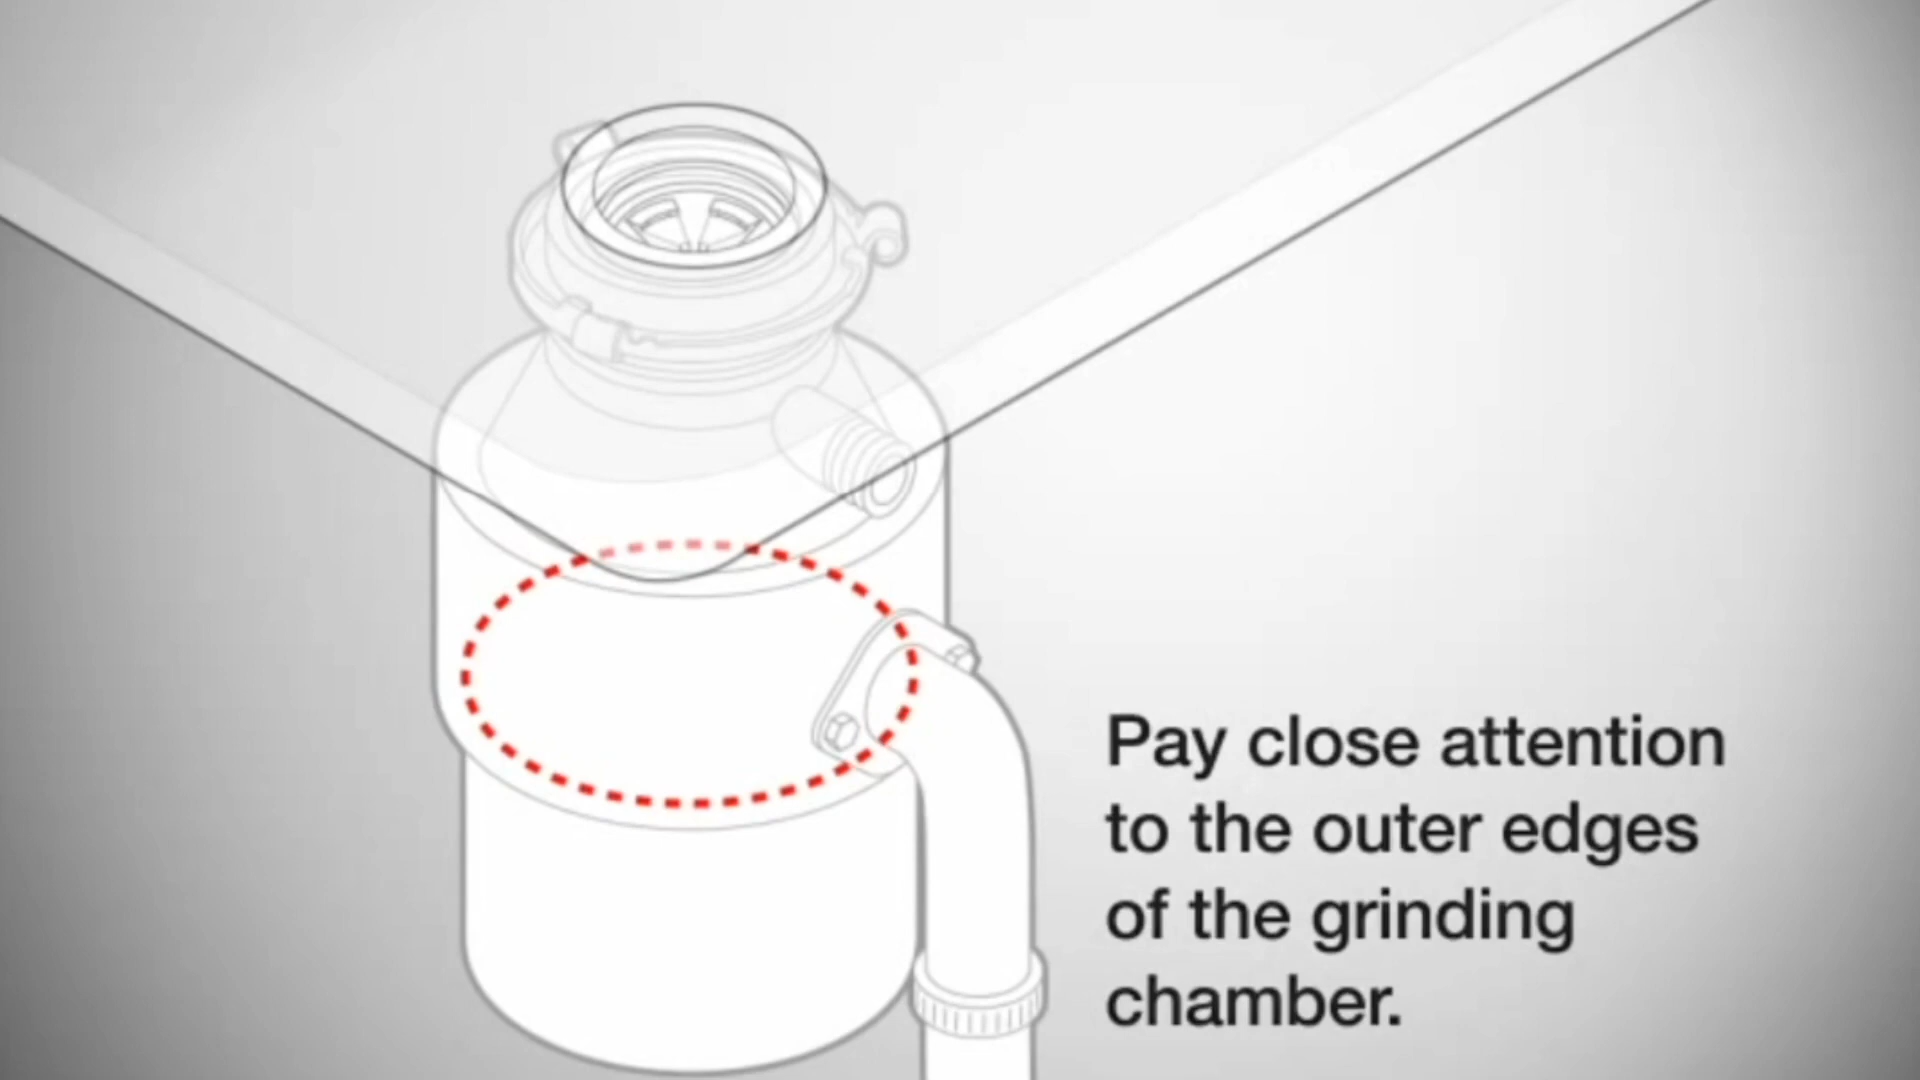 Pay close attention
to the outer edges
of the grinding
chamber.